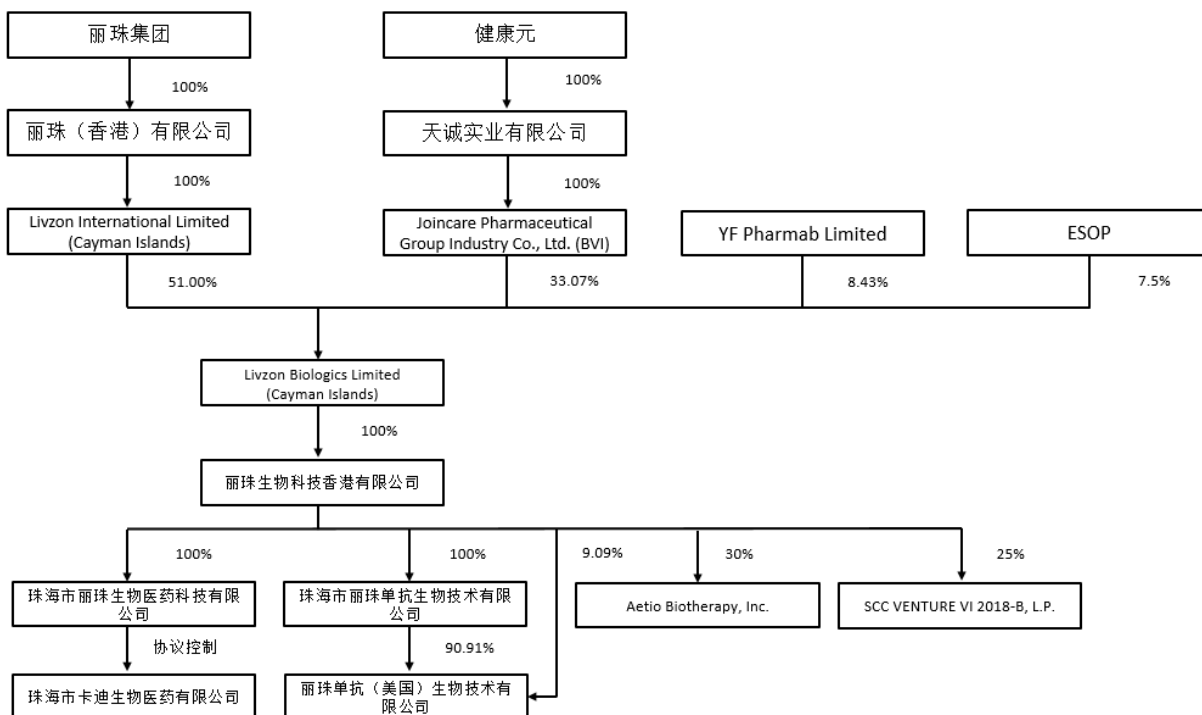 丽珠集团
健康元
100%
100%
丽珠（香港）有限公司
天诚实业有限公司
100%
100%
Livzon International Limited
(Cayman Islands)
Joincare Pharmaceutical
Group Industry Co., Ltd. (BVI)
YF Pharmab Limited
ESOP
51.00%
33.07%
8.43%
7.5%
Livzon Biologics Limited
(Cayman Islands)
100%
丽珠生物科技香港有限公司
100%
100%
9.09%
30%
25%
珠海市丽珠生物医药科技有限
公司
珠海市丽珠单抗生物技术有限
公司
Aetio Biotherapy, Inc.
SCC VENTURE VI 2018-B, L.P.
协议控制
90.91%
珠海市卡迪生物医药有限公司
丽珠单抗（美国）生物技术有
限公司